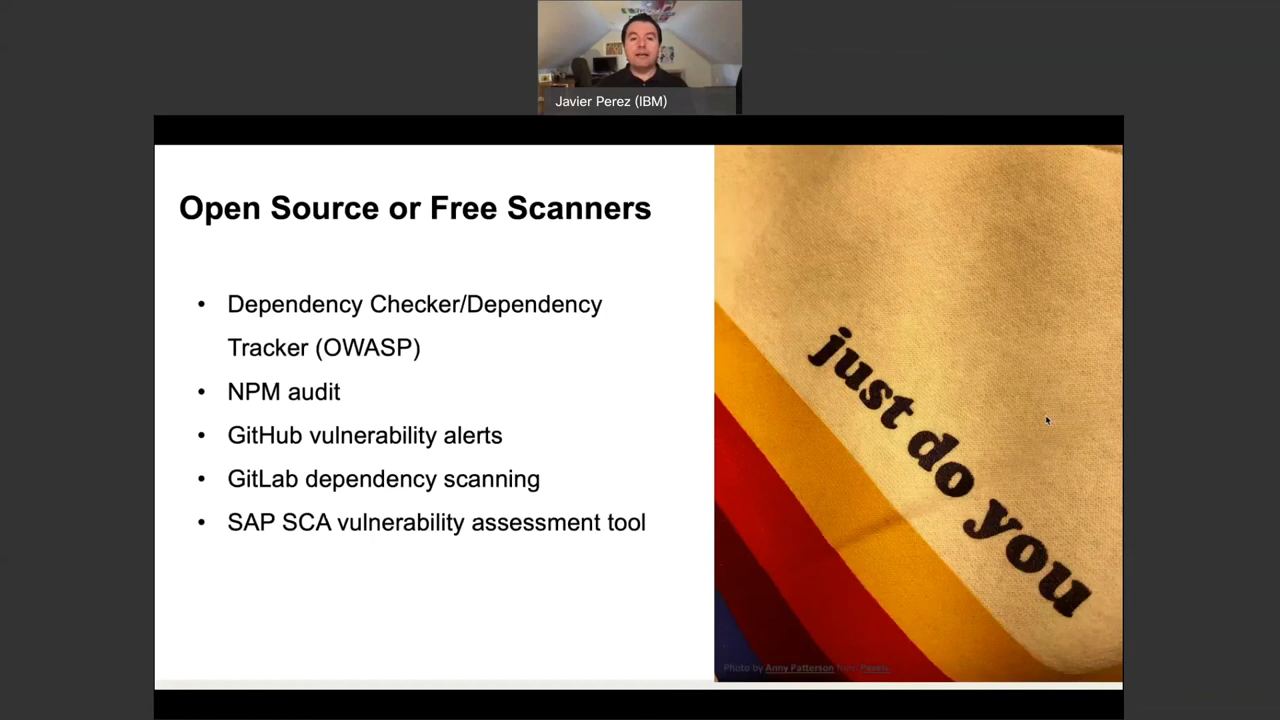 Javier Perez (IBM)
Open Source or Free Scanners
• Dependency Checker/Dependency
Tracker (OWASP)
• NPM audit
• GitHub vulnerability alerts
• GitLab dependency scanning
• SAP SCA vulnerability assessment tool
just do you
Photo by Anny Patterson from Pexels